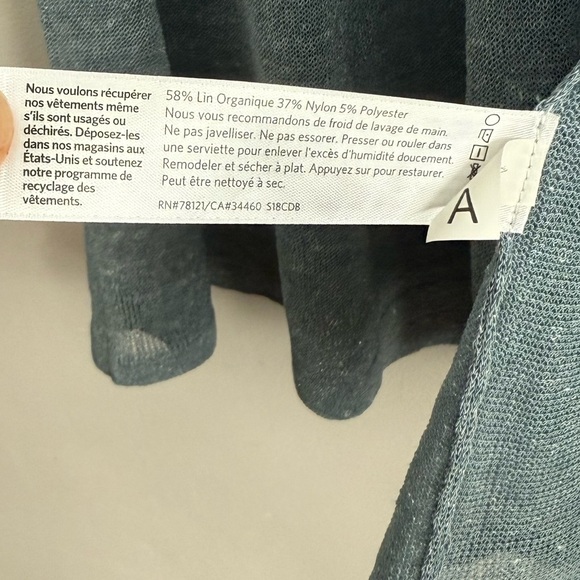 Nous voulons récupérer
nos vêtements même
s'ils sont usagés ou
déchirés. Déposez-les
dans nos magasins aux
États-Unis et soutenez
notre programme de
recyclage des
vêtements.
58% Lin Organique 37% Nylon 5% Polyester
Nous vous recommandons de froid de lavage de main.
Ne pas javelliser. Ne pas essorer. Presser ou rouler dans
une serviette pour enlever l'excès d'humidité doucement.
Remodeler et sécher à plat. Appuyez sur pour restaurer.
Peut être nettoyé à sec.
RN#78121/CA#34460 S18CDB
A